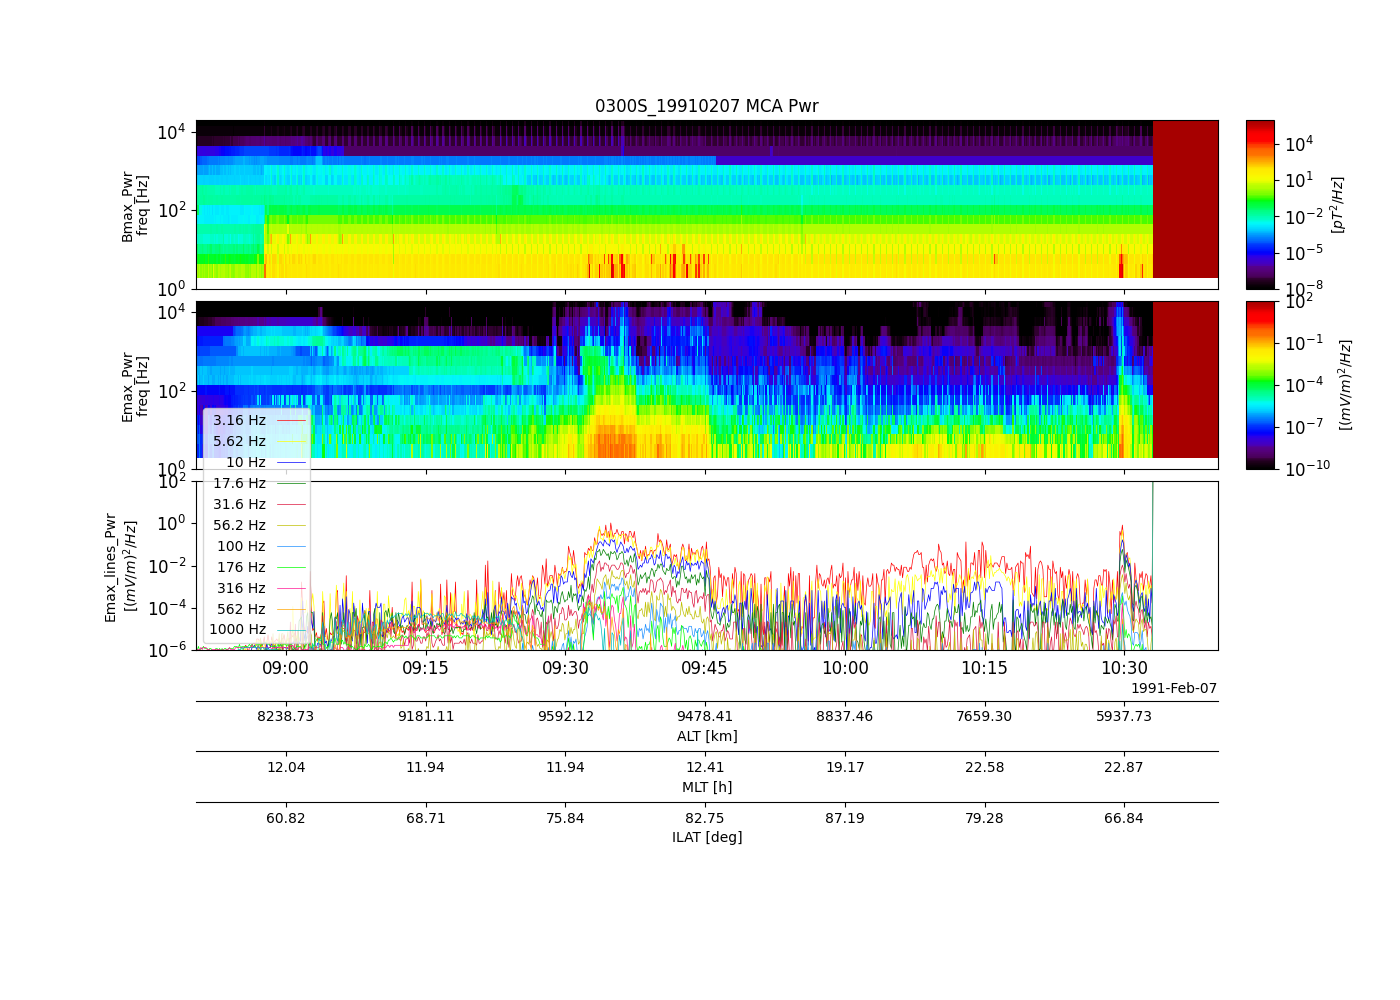 0300S_19910207 MCA Pwr
10^4
10^2
10^0
Bmax_Pwr
freq [Hz]
10^4
10^1
10^-2
10^-5
10^-8
[pT^2/Hz]
10^4
10^2
10^0
Emax_Pwr
freq [Hz]
10^2
10^-1
10^-4
10^-7
10^-10
[(mV/m)^2/Hz]
3.16 Hz
5.62 Hz
10 Hz
17.6 Hz
31.6 Hz
56.2 Hz
100 Hz
176 Hz
316 Hz
562 Hz
1000 Hz
10^2
10^0
10^-2
10^-4
10^-6
Emax_lines_Pwr
[(mV/m)^2/Hz]
09:00 09:15 09:30 09:45 10:00 10:15 10:30
1991-Feb-07
8238.73 9181.11 9592.12 9478.41 8837.46 7659.30 5937.73
ALT [km]
12.04 11.94 11.94 12.41 19.17 22.58 22.87
MLT [h]
60.82 68.71 75.84 82.75 87.19 79.28 66.84
ILAT [deg]